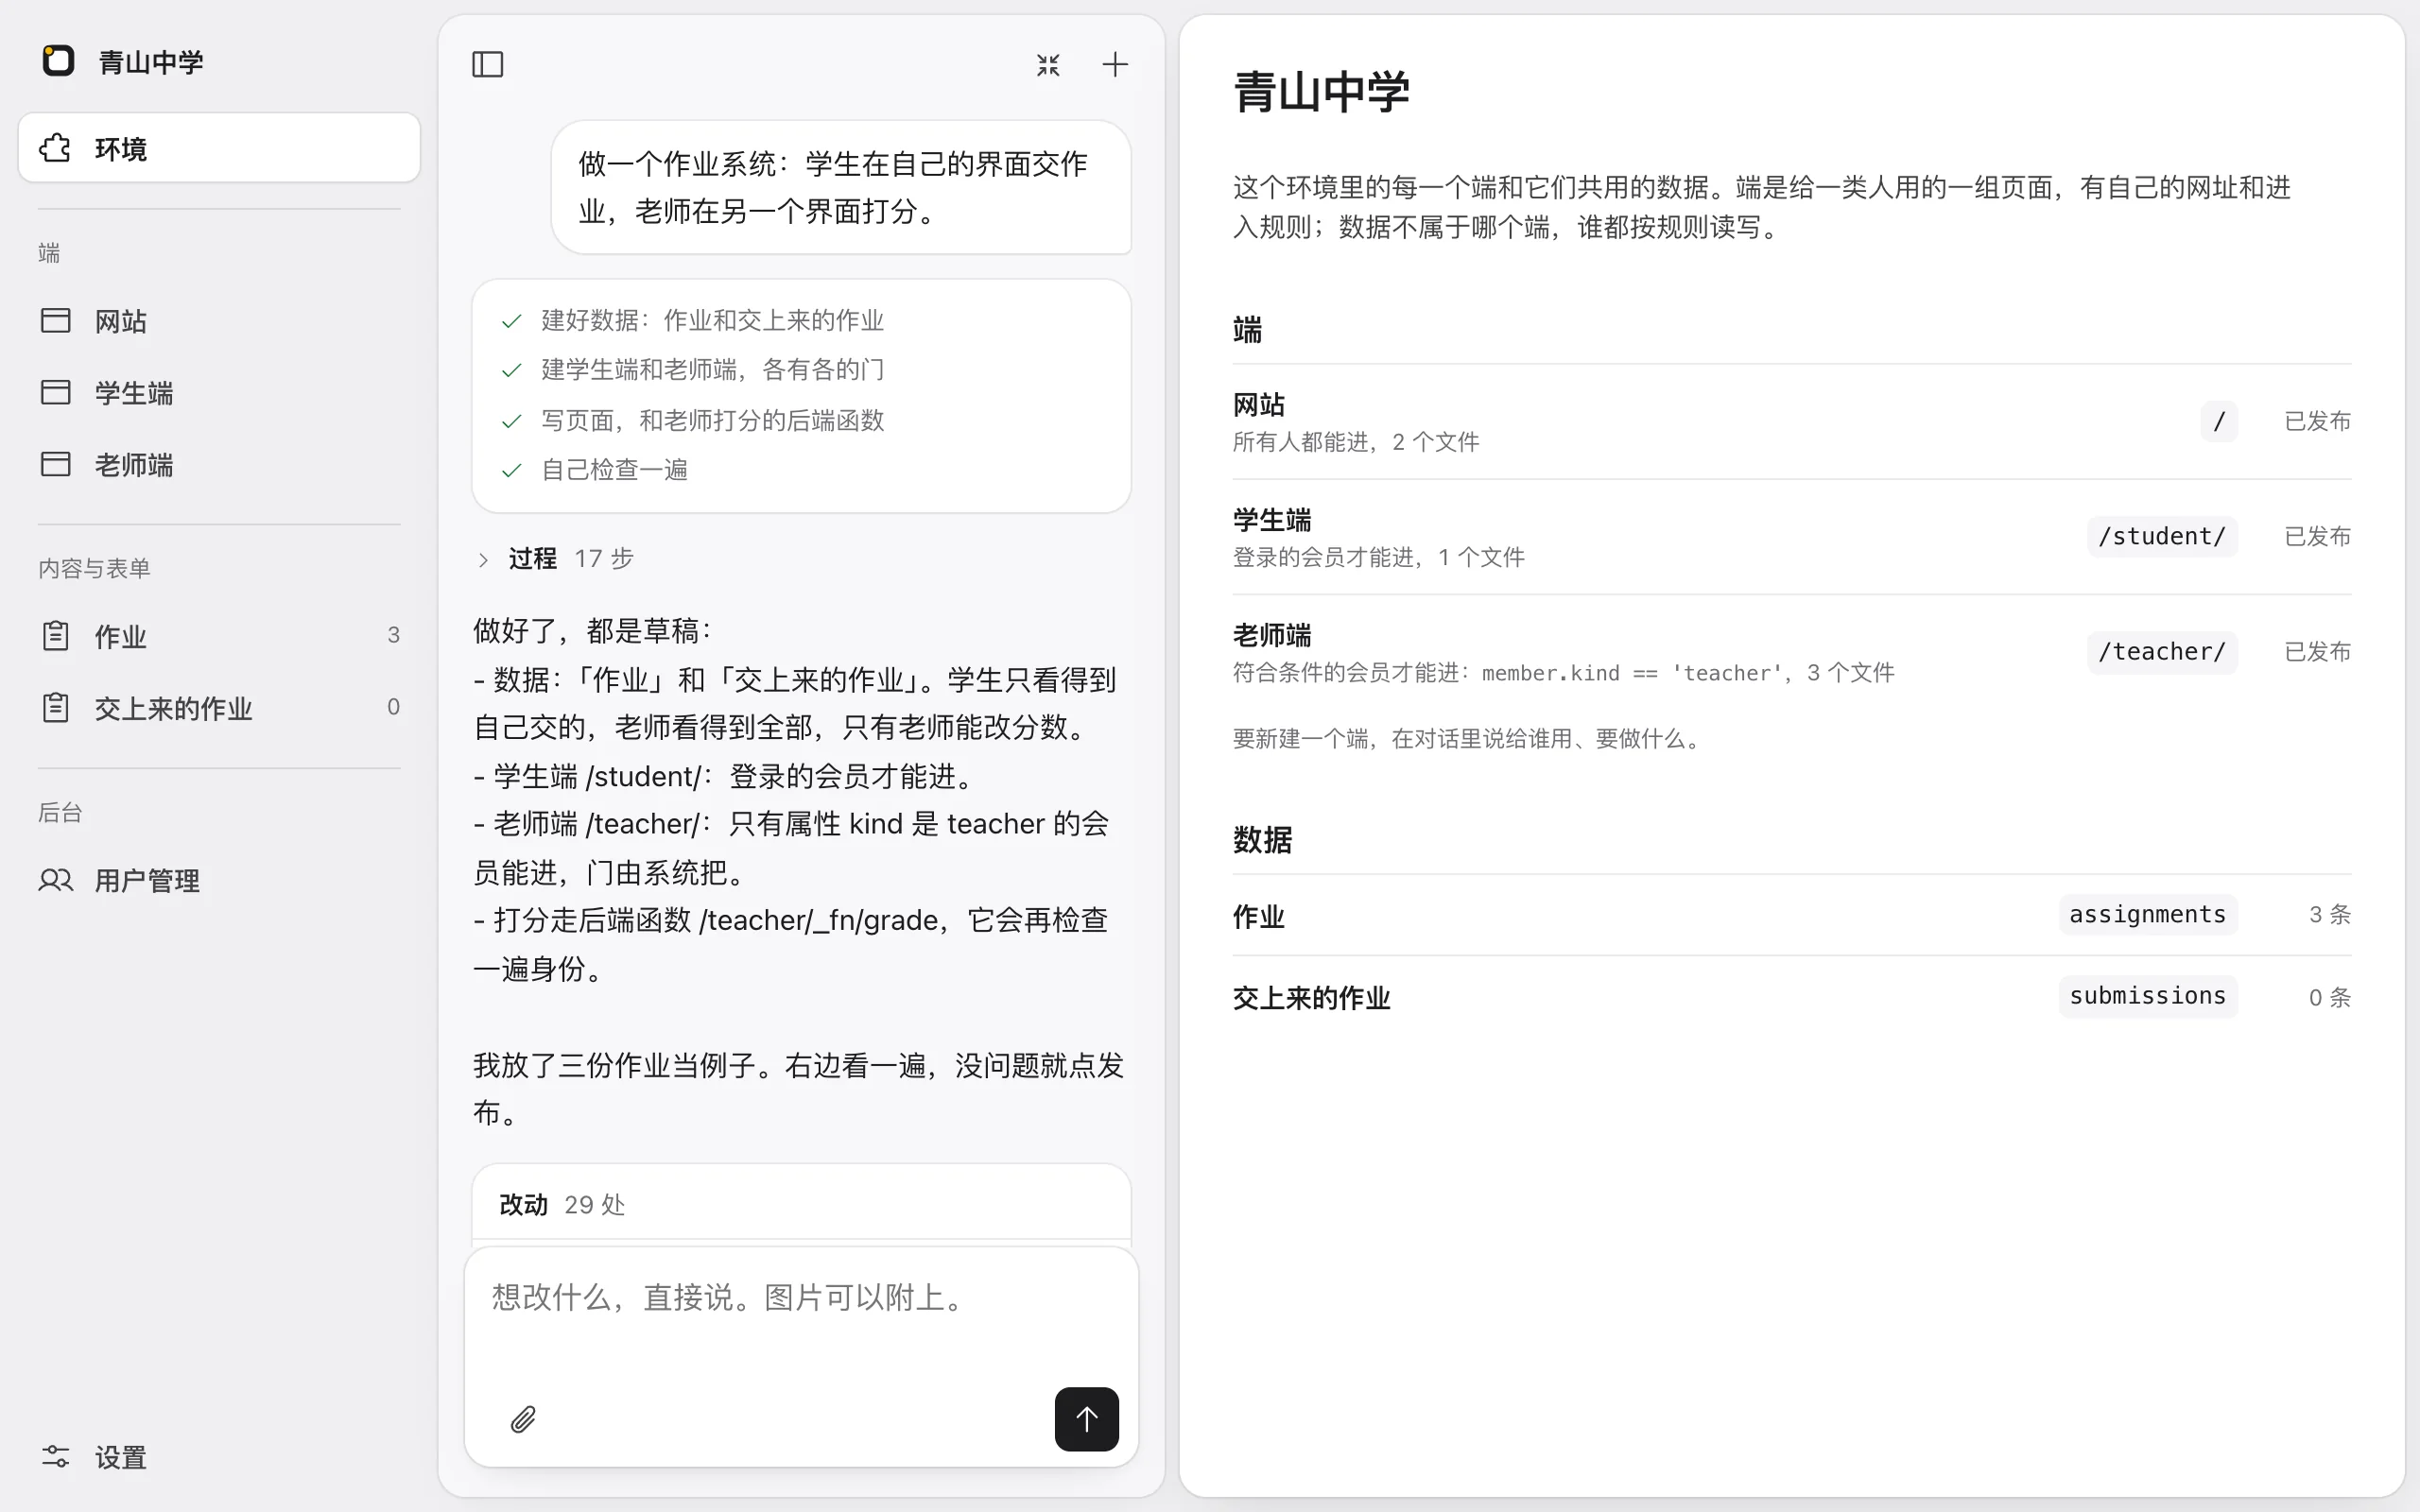 青山中学
环境
端
网站
学生端
老师端
内容与表单
作业 3
交上来的作业 0
后台
用户管理
设置
做一个作业系统：学生在自己的界面交作
业，老师在另一个界面打分。
建好数据：作业和交上来的作业
建学生端和老师端，各有各的门
写页面，和老师打分的后端函数
自己检查一遍
过程 17 步
做好了，都是草稿：
- 数据：「作业」和「交上来的作业」。学生只看得到
自己交的，老师看得到全部，只有老师能改分数。
- 学生端 /student/：登录的会员才能进。
- 老师端 /teacher/：只有属性 kind 是 teacher 的会
员能进，门由系统把。
- 打分走后端函数 /teacher/_fn/grade，它会再检查
一遍身份。
我放了三份作业当例子。右边看一遍，没问题就点发
布。
改动 29 处
想改什么，直接说。图片可以附上。
青山中学
这个环境里的每一个端和它们共用的数据。端是给一类人用的一组页面，有自己的网址和进
入规则；数据不属于哪个端，谁都按规则读写。
端
网站
所有人都能进，2 个文件
/ 已发布
学生端
登录的会员才能进，1 个文件
/student/ 已发布
老师端
符合条件的会员才能进：member.kind == 'teacher'，3 个文件
/teacher/ 已发布
要新建一个端，在对话里说给谁用、要做什么。
数据
作业 assignments 3 条
交上来的作业 submissions 0 条